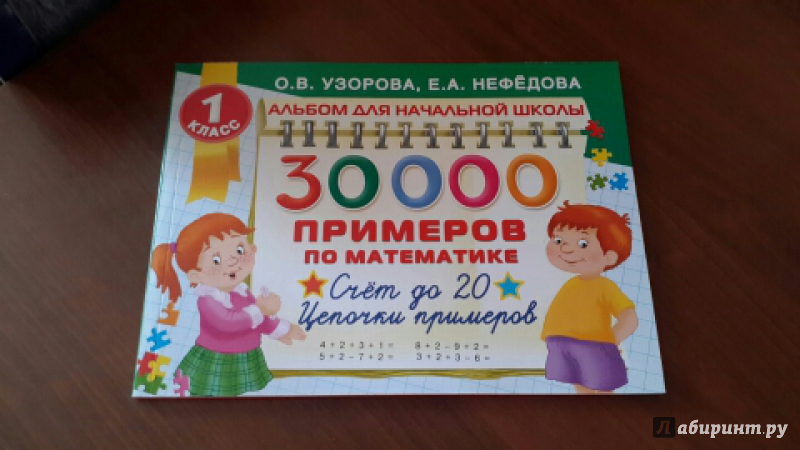 О.В. УЗОРОВА, Е.А. НЕФЁДОВА
1
КЛАСС
АЛЬБОМ ДЛЯ НАЧАЛЬНОЙ ШКОЛЫ
30000
ПРИМЕРОВ
ПО МАТЕМАТИКЕ
Счёт до 20
Цепочки примеров
4+2+3+1= 8+2-9+2=
5+2-7+2= 3+2+3-6=
Лабиринт.ру